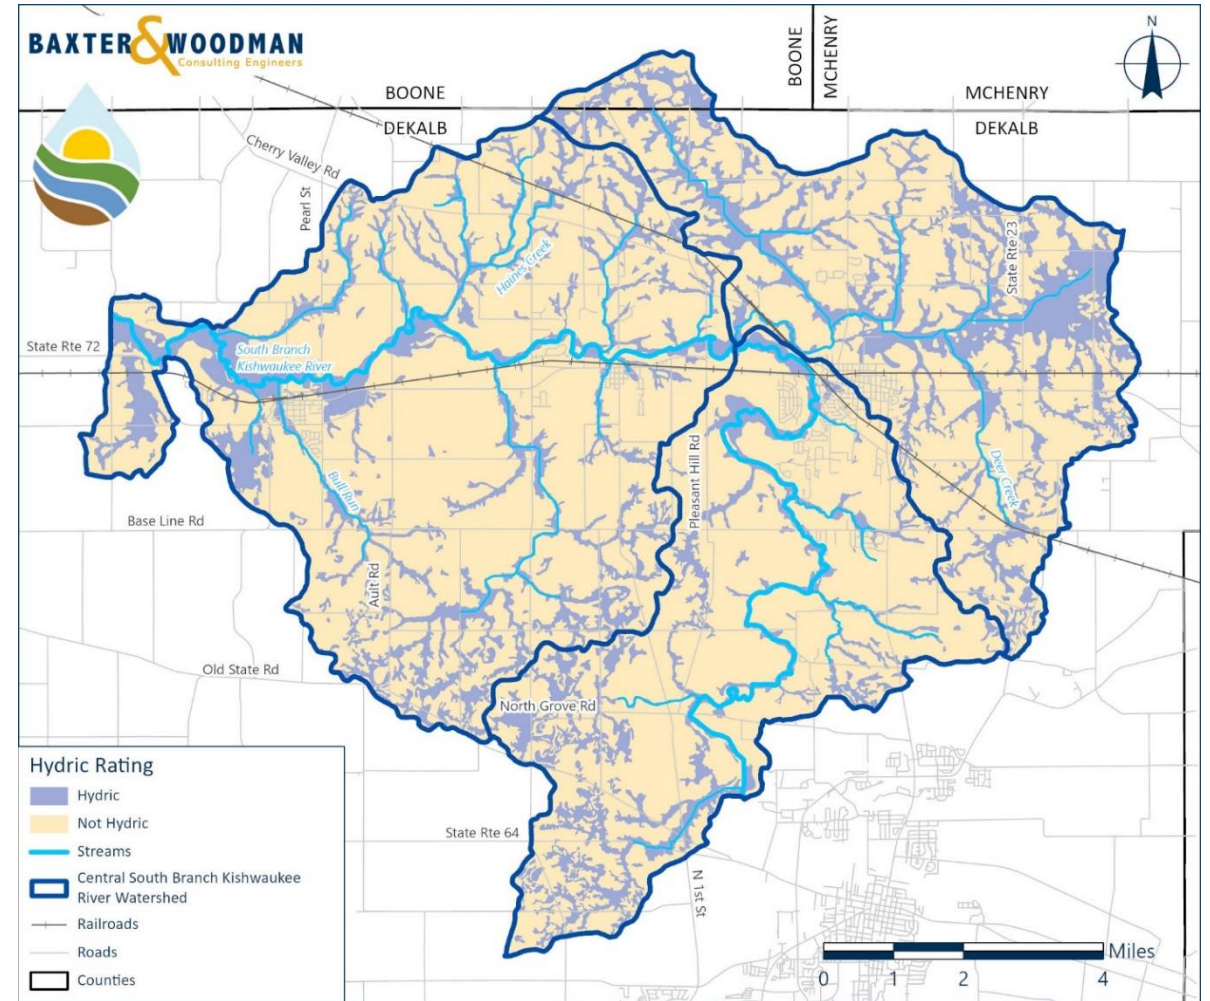 BAXTER & WOODMAN
Consulting Engineers
N
BOONE
MCHENRY
BOONE
MCHENRY
DEKALB
DEKALB
Cherry Valley Rd
Pearl St
Haines Creek
State Rte 23
State Rte 72
South Branch
Kishwaukee River
Pleasant Hill Rd
Bull Run
Deer Creek
Base Line Rd
Ault Rd
Old State Rd
North Grove Rd
State Rte 64
N 1st St
Hydric Rating
Hydric
Not Hydric
Streams
Central South Branch Kishwaukee
River Watershed
Railroads
Roads
Counties
Miles
0 1 2 4